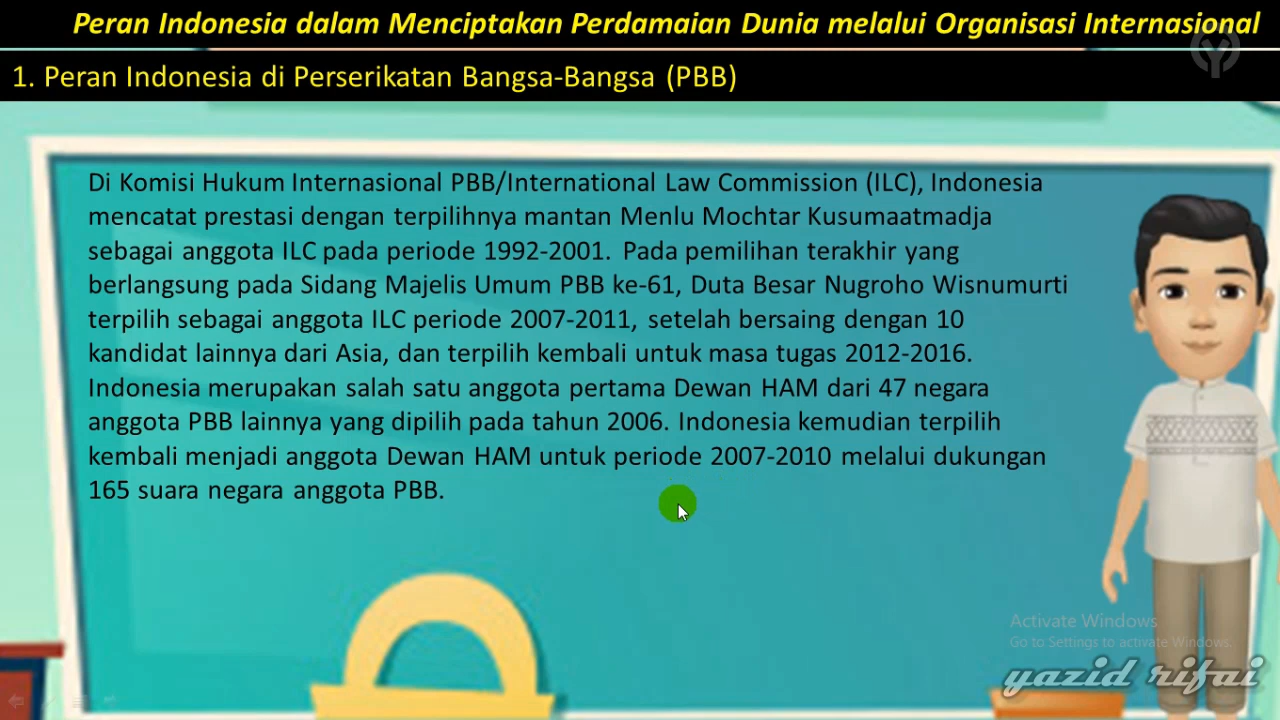 Peran Indonesia dalam Menciptakan Perdamaian Dunia melalui Organisasi Internasional
1. Peran Indonesia di Perserikatan Bangsa-Bangsa (PBB)
Di Komisi Hukum Internasional PBB/International Law Commission (ILC), Indonesia
mencatat prestasi dengan terpilihnya mantan Menlu Mochtar Kusumaatmadja
sebagai anggota ILC pada periode 1992-2001. Pada pemilihan terakhir yang
berlangsung pada Sidang Majelis Umum PBB ke-61, Duta Besar Nugroho Wisnumurti
terpilih sebagai anggota ILC periode 2007-2011, setelah bersaing dengan 10
kandidat lainnya dari Asia, dan terpilih kembali untuk masa tugas 2012-2016.
Indonesia merupakan salah satu anggota pertama Dewan HAM dari 47 negara
anggota PBB lainnya yang dipilih pada tahun 2006. Indonesia kemudian terpilih
kembali menjadi anggota Dewan HAM untuk periode 2007-2010 melalui dukungan
165 suara negara anggota PBB.
Activate Windows
Go to Settings to activate Windows.
yazid rifai